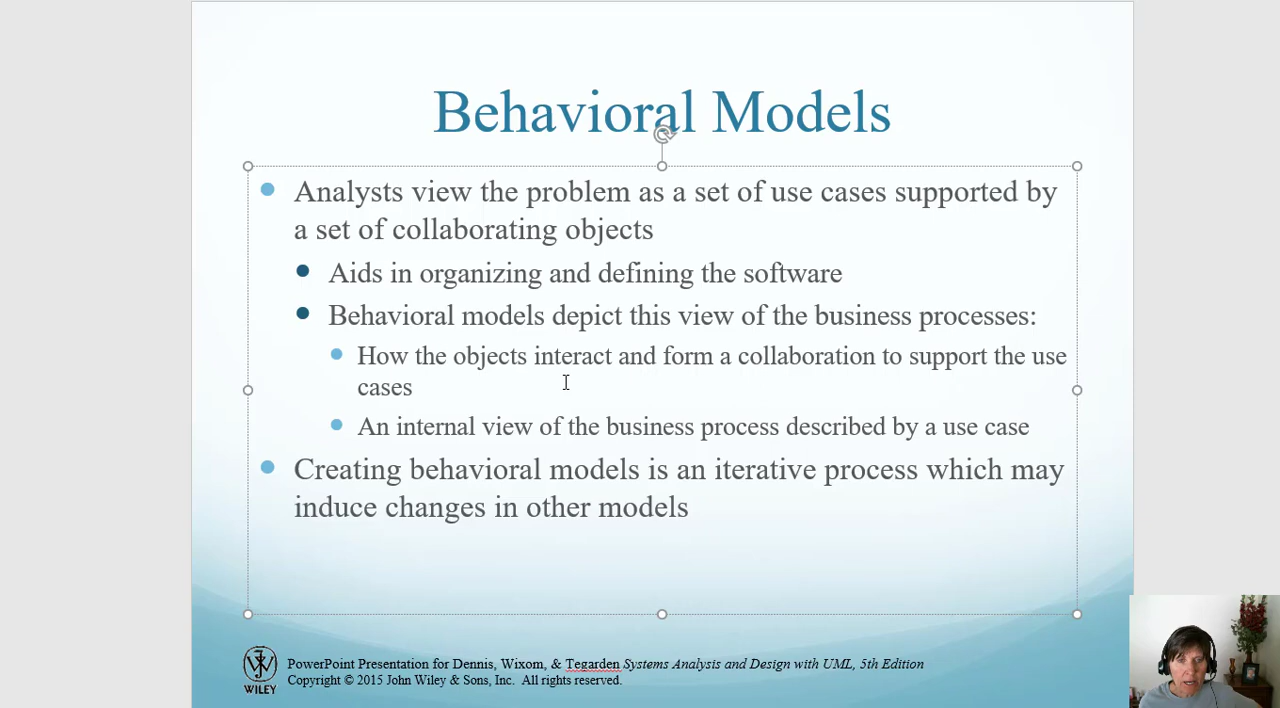 Behavioral Models
Analysts view the problem as a set of use cases supported by
a set of collaborating objects
Aids in organizing and defining the software
Behavioral models depict this view of the business processes:
How the objects interact and form a collaboration to support the use
cases
An internal view of the business process described by a use case
Creating behavioral models is an iterative process which may
induce changes in other models
PowerPoint Presentation for Dennis, Wixom, & Tegarden Systems Analysis and Design with UML, 5th Edition
Copyright © 2015 John Wiley & Sons, Inc.  All rights reserved.
WILEY